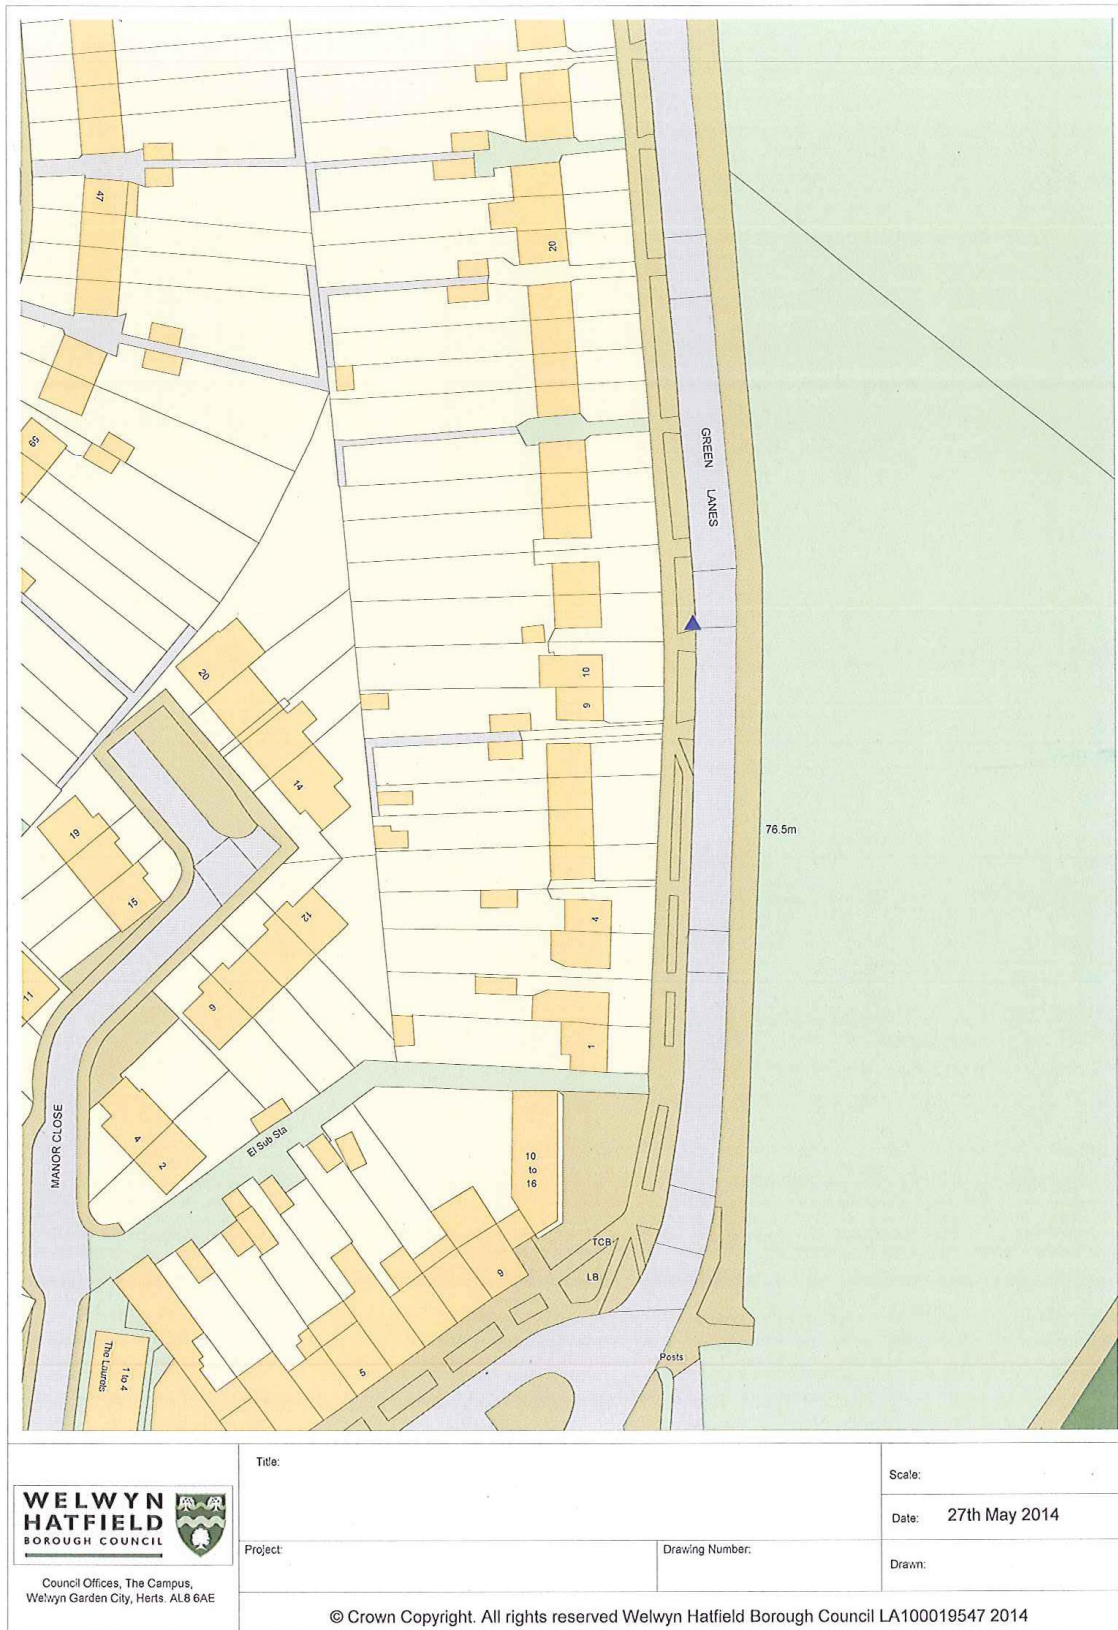 47
20
59
GREEN
LANES
10
9
20
14
76.5m
19
15
4
12
9
11
1
MANOR CLOSE
4
2
El Sub Sta
10
to
16
TCB
LB
9
5
Posts
1 to 4
The Laurels
WELWYN
HATFIELD
BOROUGH COUNCIL
Council Offices, The Campus,
Welwyn Garden City, Herts. AL8 6AE
Title:
Scale:
Date: 27th May 2014
Project:
Drawing Number:
Drawn:
© Crown Copyright. All rights reserved Welwyn Hatfield Borough Council LA100019547 2014